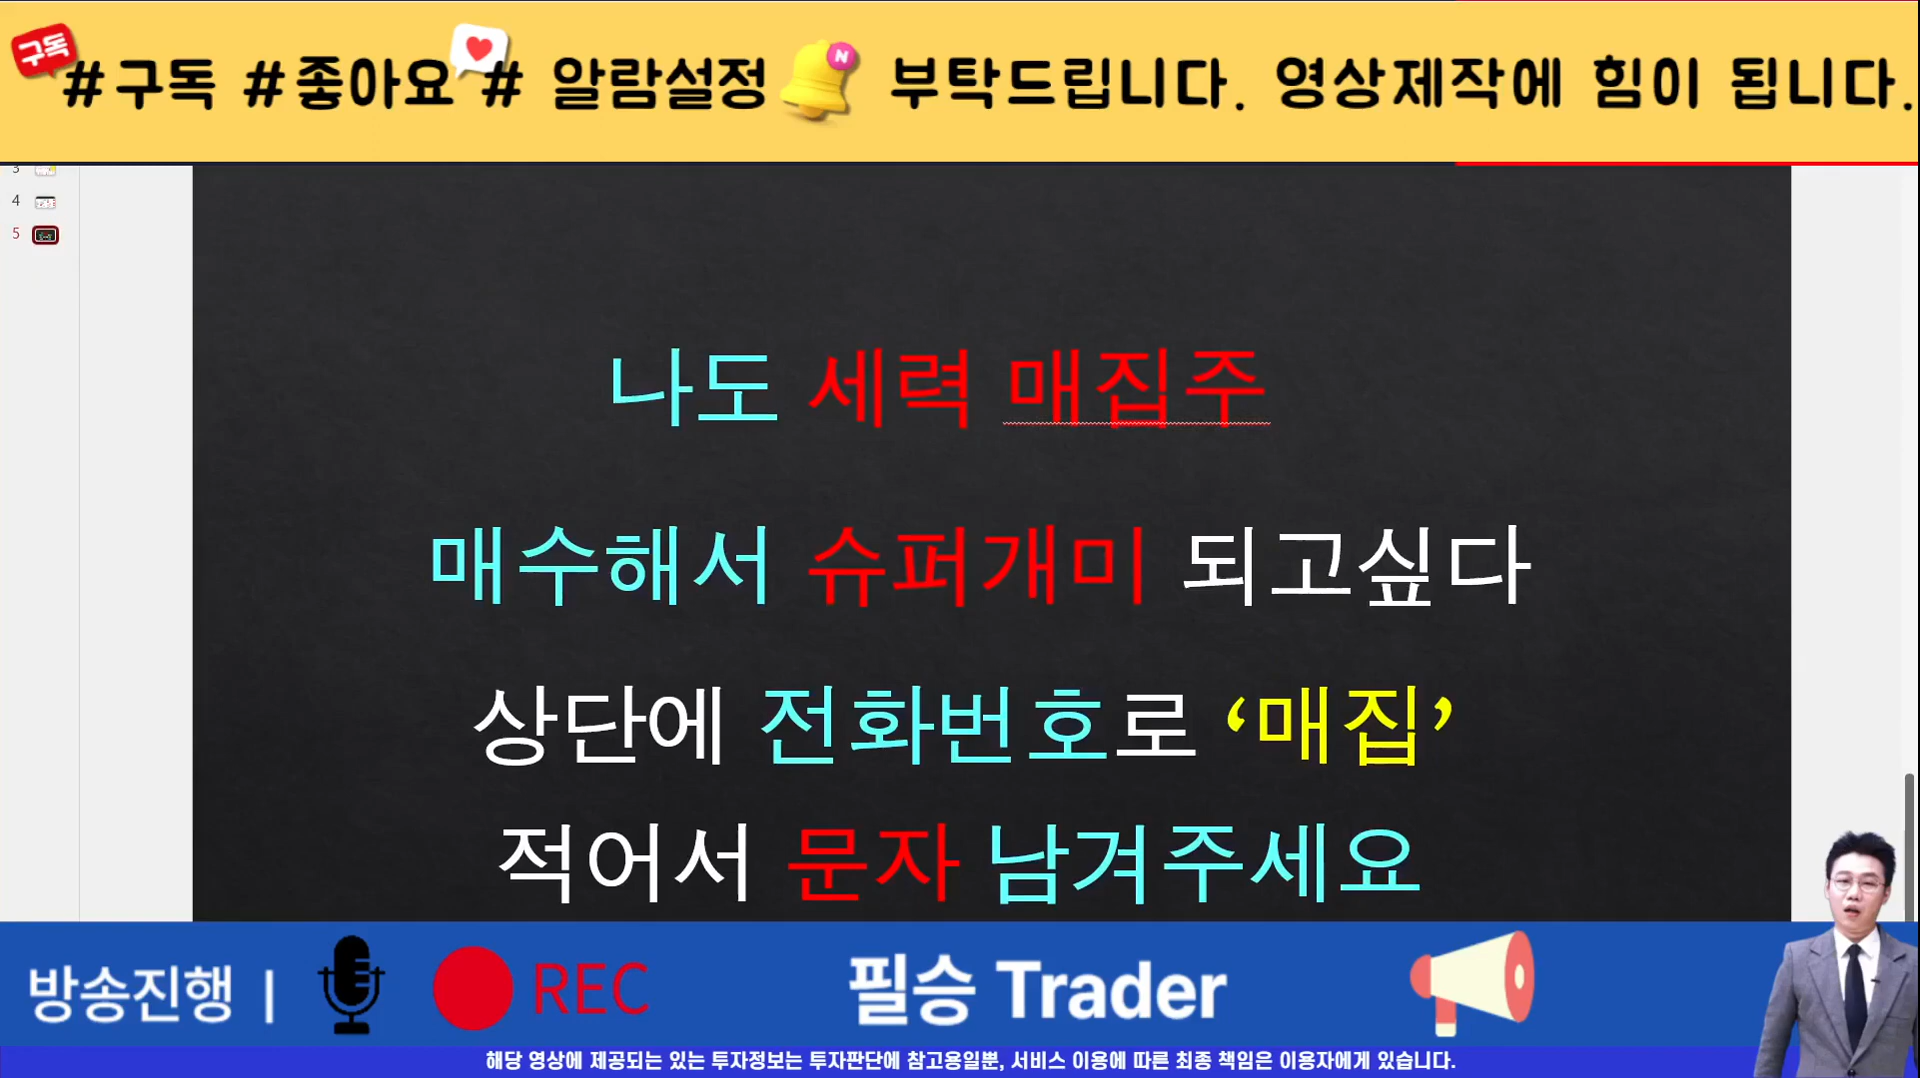 구독
#구독 #좋아요 # 알람설정 N 부탁드립니다. 영상제작에 힘이 됩니다.
3
4
5
나도 세력 매집주
매수해서 슈퍼개미 되고싶다
상단에 전화번호로 ‘매집’
적어서 문자 남겨주세요
방송진행 | REC 필승 Trader
해당 영상에 제공되는 있는 투자정보는 투자판단에 참고용일뿐, 서비스 이용에 따른 최종 책임은 이용자에게 있습니다.